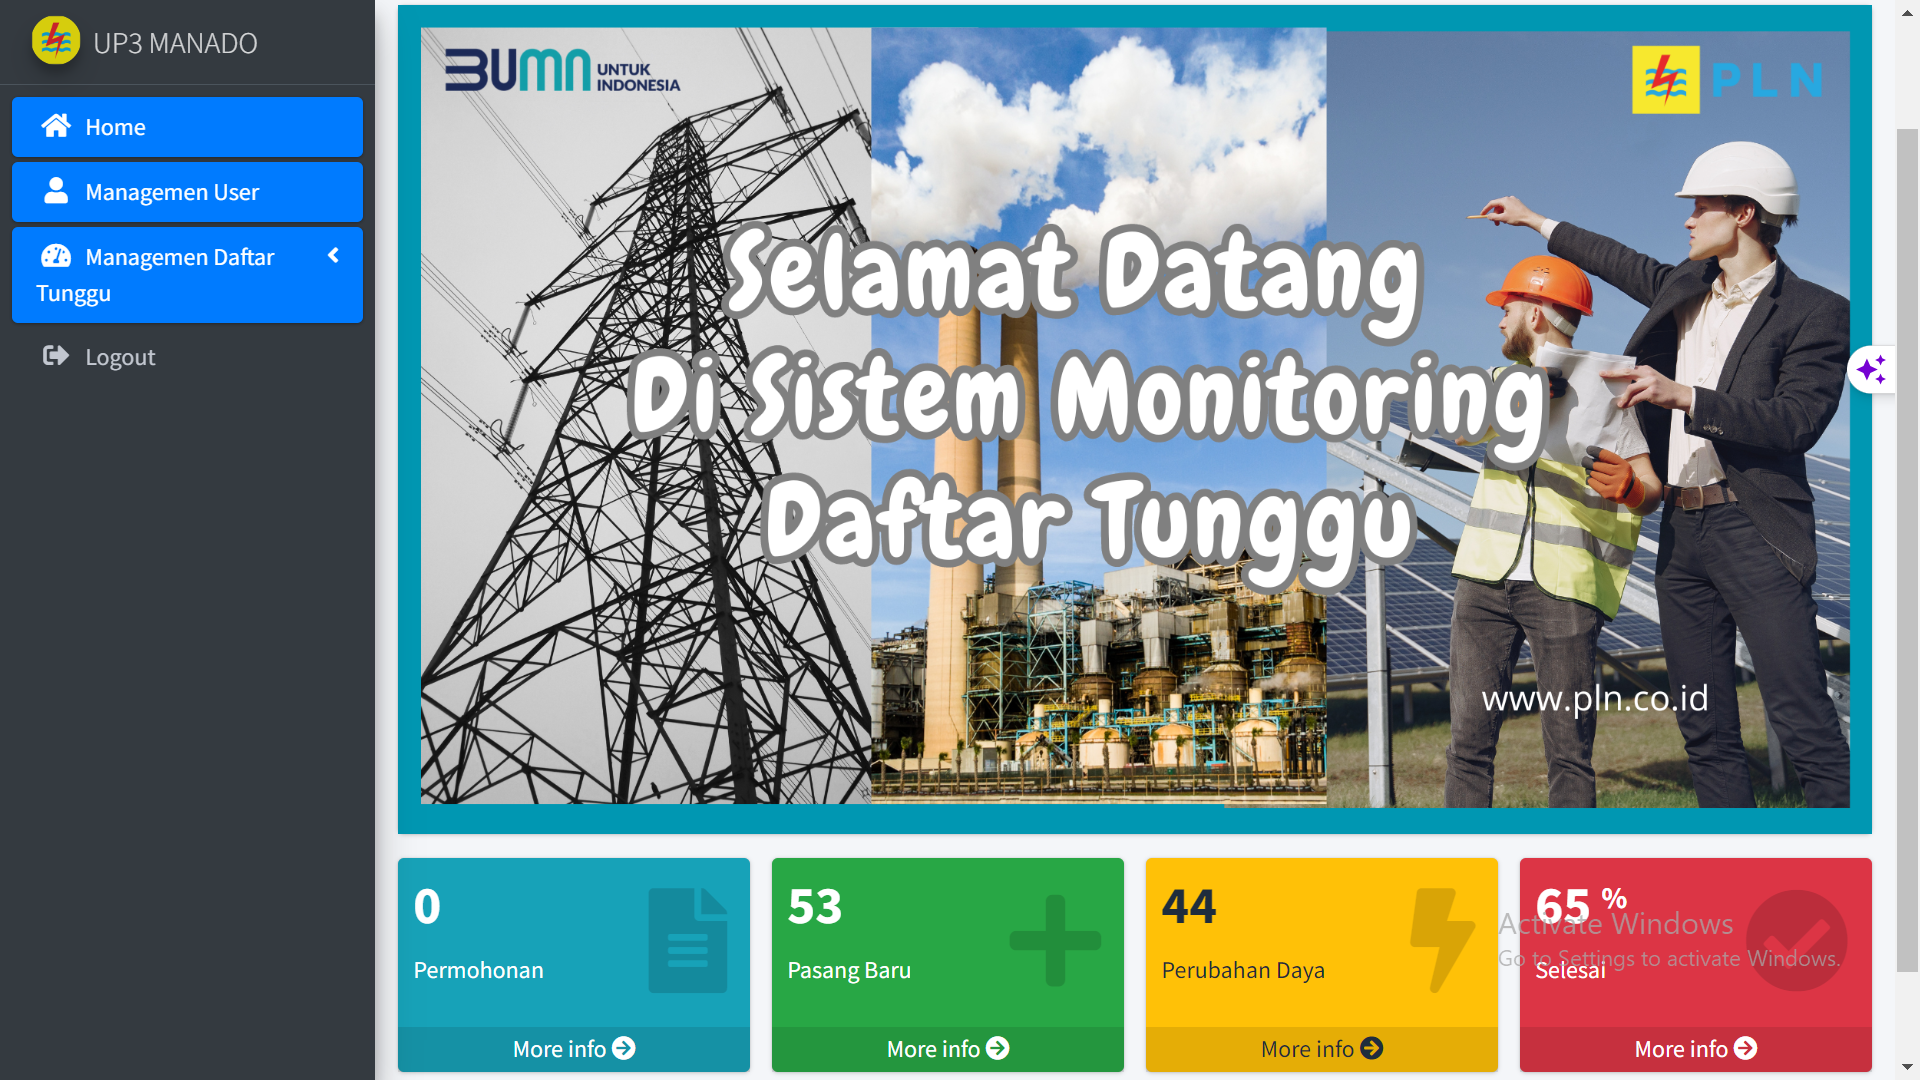 UP3 MANADO
Home
Managemen User
Managemen Daftar
Tunggu
Logout
BUMN UNTUK
INDONESIA
PLN
Selamat Datang
Di Sistem Monitoring
Daftar Tunggu
www.pln.co.id
0
Permohonan
More info
53
Pasang Baru
More info
44
Perubahan Daya
More info
65 %
Selesai
More info
Activate Windows
Go to Settings to activate Windows.